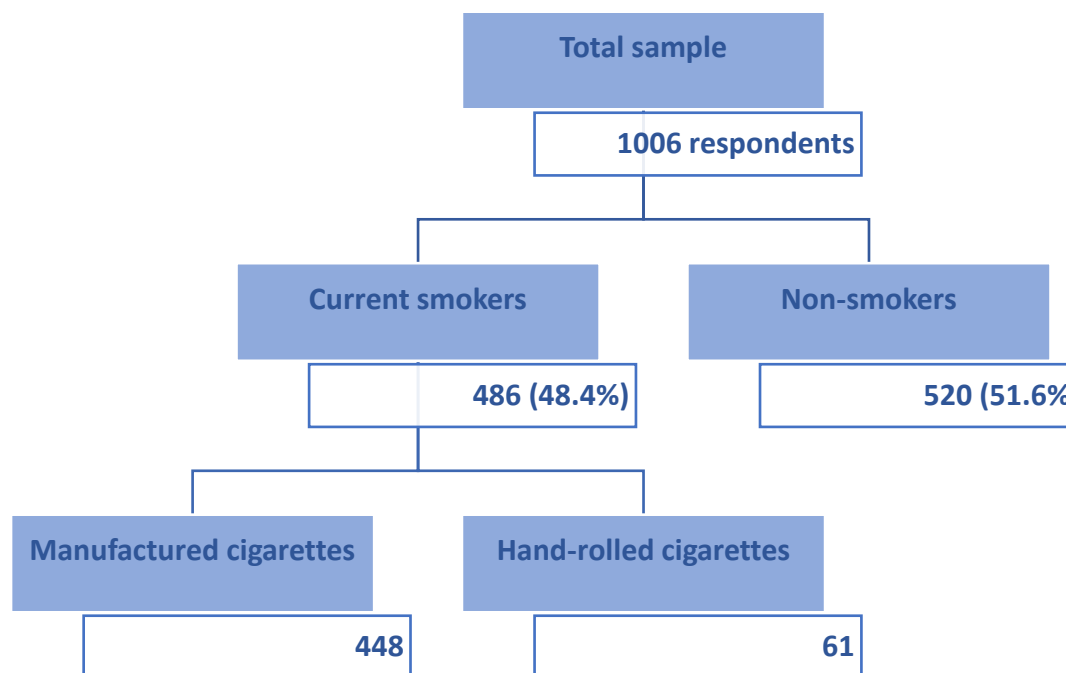 Total sample
1006 respondents
Current smokers
Non-smokers
486 (48.4%)
520 (51.6%
Manufactured cigarettes
Hand-rolled cigarettes
448
61